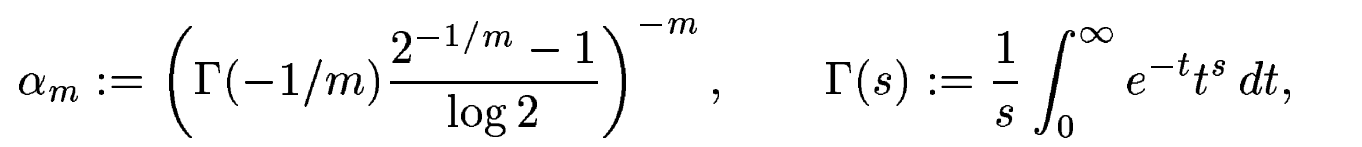 α_m := (Γ(−1/m) (2^{−1/m} − 1)/(log 2))^{−m}, Γ(s) := (1/s) ∫_0^∞ e^{−t} t^s dt,